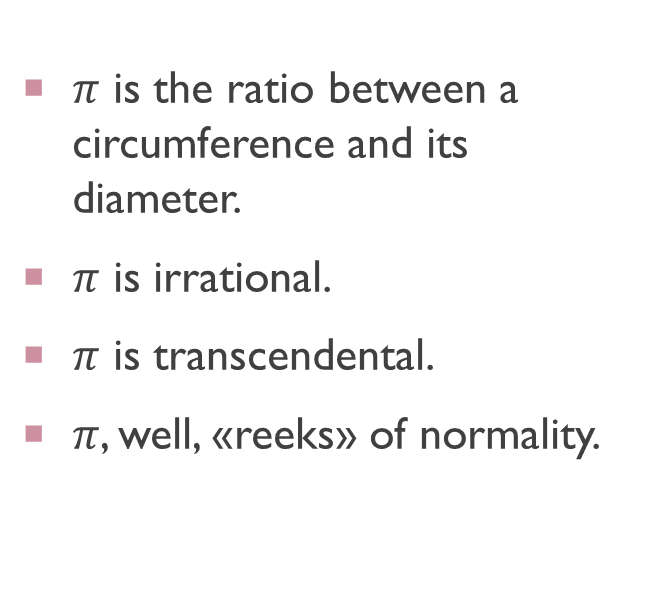 π is the ratio between a
circumference and its
diameter.
π is irrational.
π is transcendental.
π, well, «reeks» of normality.